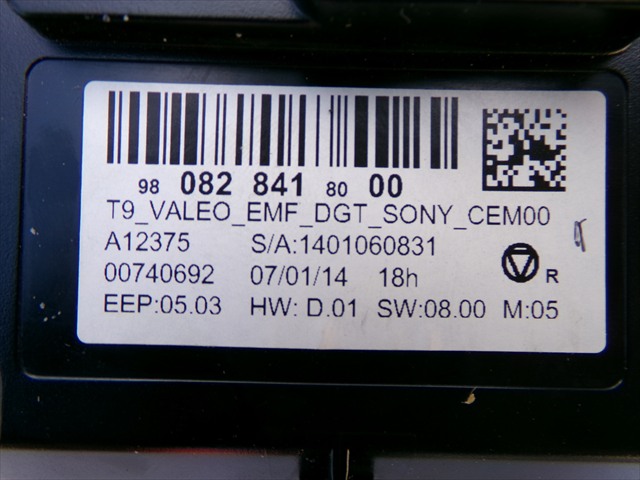 98 082 841 80 00
T9_VALEO_EMF_DGT_SONY_CEM00
A12375 S/A:1401060831
00740692 07/01/14 18h R
EEP:05.03 HW: D.01 SW:08.00 M:05